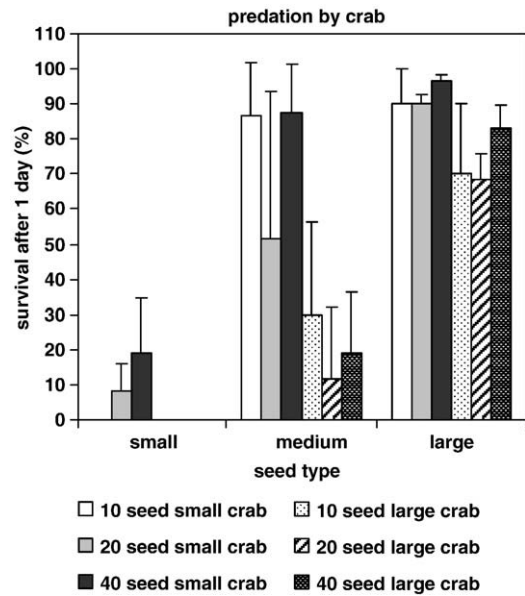 predation by crab
110
100
90
80
70
60
50
40
30
20
10
0
survival after 1 day (%)
small medium large
seed type
10 seed small crab 10 seed large crab
20 seed small crab 20 seed large crab
40 seed small crab 40 seed large crab